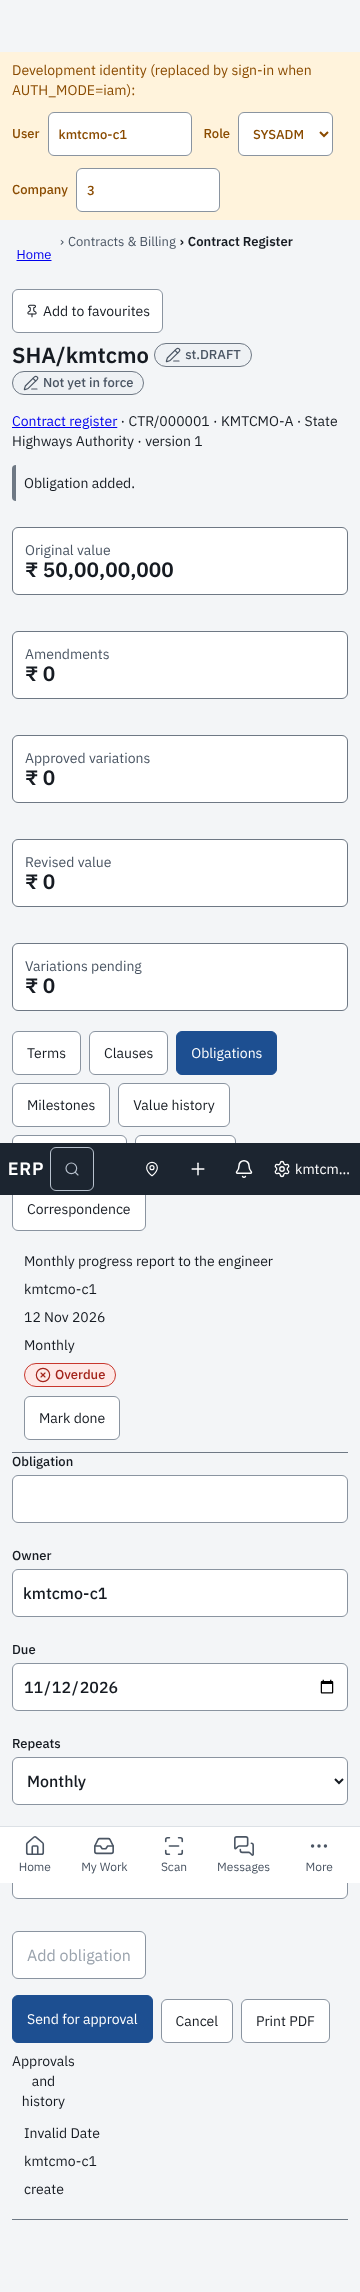 Development identity (replaced by sign-in when
AUTH_MODE=iam):
User kmtcmo-c1 Role SYSADM
Company 3
Home › Contracts & Billing › Contract Register
Add to favourites
SHA/kmtcmo st.DRAFT
Not yet in force
Contract register · CTR/000001 · KMTCMO-A · State
Highways Authority · version 1
Obligation added.
Original value
₹ 50,00,00,000
Amendments
₹ 0
Approved variations
₹ 0
Revised value
₹ 0
Variations pending
₹ 0
Terms Clauses Obligations
Milestones Value history
ERP kmtcm...
Correspondence
Monthly progress report to the engineer
kmtcmo-c1
12 Nov 2026
Monthly
Overdue
Mark done
Obligation
Owner
kmtcmo-c1
Due
11/12/2026
Repeats
Monthly
Home My Work Scan Messages More
Add obligation
Send for approval Cancel Print PDF
Approvals
and
history
Invalid Date
kmtcmo-c1
create